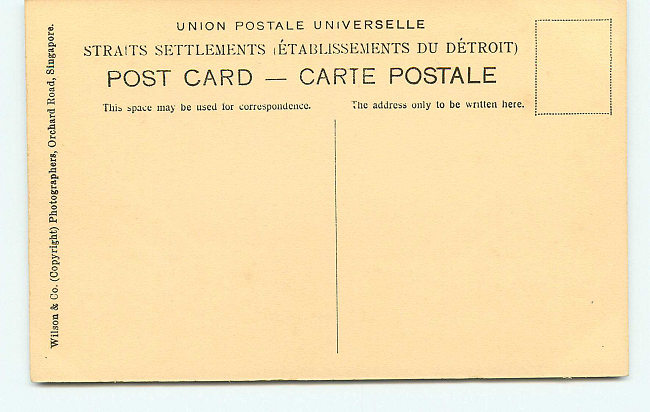 UNION POSTALE UNIVERSELLE
STRAITS SETTLEMENTS (ÉTABLISSEMENTS DU DÉTROIT)
POST CARD — CARTE POSTALE
This space may be used for correspondence.
The address only to be written here.
Wilson & Co. (Copyright) Photographers, Orchard Road, Singapore.